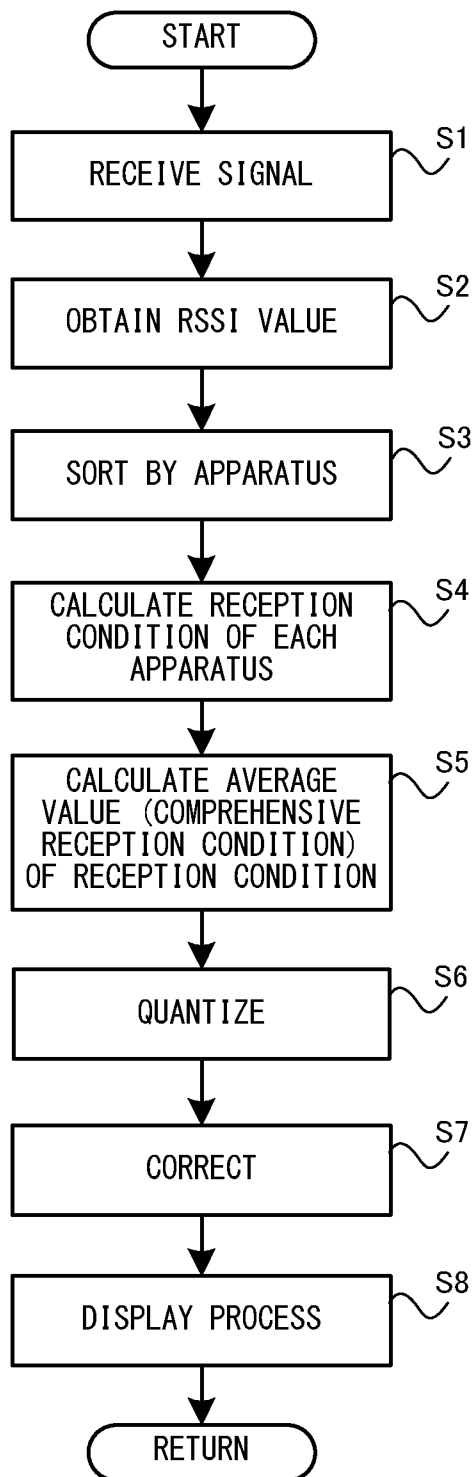 START
S1
RECEIVE SIGNAL
S2
OBTAIN RSSI VALUE
S3
SORT BY APPARATUS
S4
CALCULATE RECEPTION
CONDITION OF EACH
APPARATUS
S5
CALCULATE AVERAGE
VALUE (COMPREHENSIVE
RECEPTION CONDITION)
OF RECEPTION CONDITION
S6
QUANTIZE
S7
CORRECT
S8
DISPLAY PROCESS
RETURN